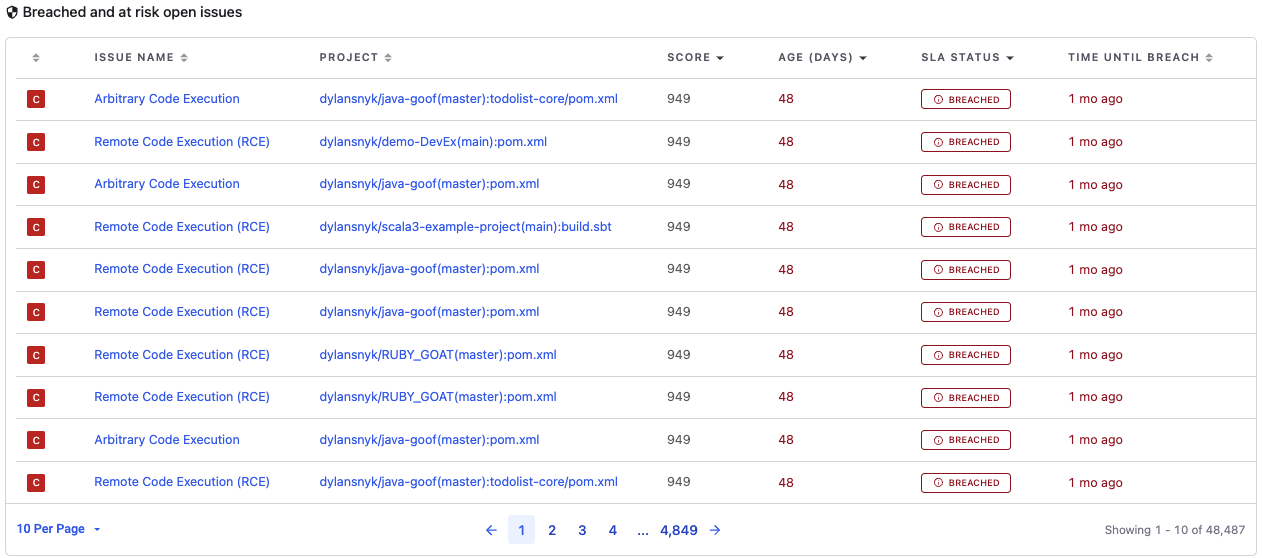 Breached and at risk open issues
ISSUE NAME PROJECT SCORE AGE (DAYS) SLA STATUS TIME UNTIL BREACH
C Arbitrary Code Execution dylansnyk/java-goof(master):todolist-core/pom.xml 949 48 BREACHED 1 mo ago
C Remote Code Execution (RCE) dylansnyk/demo-DevEx(main):pom.xml 949 48 BREACHED 1 mo ago
C Arbitrary Code Execution dylansnyk/java-goof(master):pom.xml 949 48 BREACHED 1 mo ago
C Remote Code Execution (RCE) dylansnyk/scala3-example-project(main):build.sbt 949 48 BREACHED 1 mo ago
C Remote Code Execution (RCE) dylansnyk/java-goof(master):pom.xml 949 48 BREACHED 1 mo ago
C Remote Code Execution (RCE) dylansnyk/java-goof(master):pom.xml 949 48 BREACHED 1 mo ago
C Remote Code Execution (RCE) dylansnyk/RUBY_GOAT(master):pom.xml 949 48 BREACHED 1 mo ago
C Remote Code Execution (RCE) dylansnyk/RUBY_GOAT(master):pom.xml 949 48 BREACHED 1 mo ago
C Arbitrary Code Execution dylansnyk/java-goof(master):pom.xml 949 48 BREACHED 1 mo ago
C Remote Code Execution (RCE) dylansnyk/java-goof(master):todolist-core/pom.xml 949 48 BREACHED 1 mo ago
10 Per Page ← 1 2 3 4 ... 4,849 → Showing 1 - 10 of 48,487